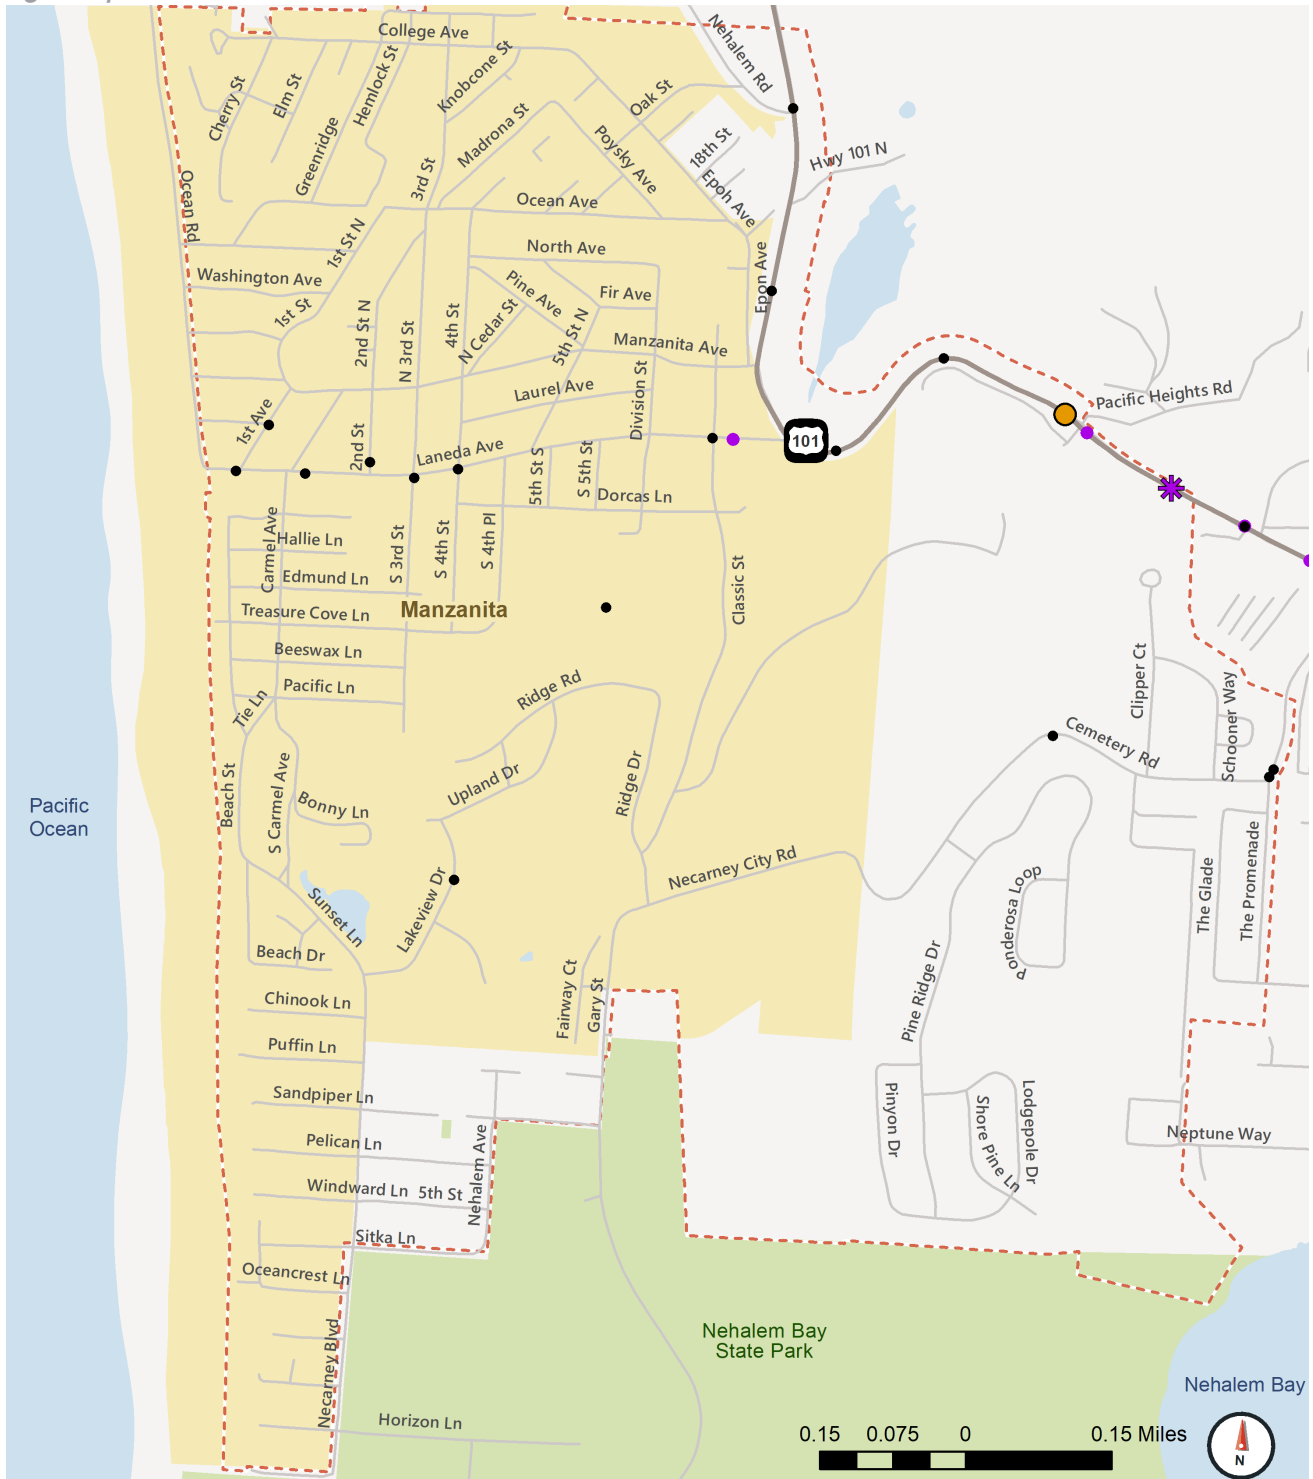 College Ave
Nehalem Rd
Knobcone St
Hemlock St
Cherry St
Elm St
Oak St
Madrona St
Greenridge
Poysky Ave
18th St
Hwy 101 N
3rd St
Epoh Ave
Ocean Rd
Ocean Ave
1st St N
North Ave
Epon Ave
Washington Ave
Pine Ave
Fir Ave
1st St
2nd St N
N 3rd St
4th St
N Cedar St
5th St N
Manzanita Ave
Division St
Laurel Ave
Pacific Heights Rd
1st Ave
2nd St
Laneda Ave
101
5th St S
S 5th St
Dorcas Ln
Carmel Ave
Hallie Ln
S 3rd St
S 4th St
S 4th Pl
Edmund Ln
Classic St
Treasure Cove Ln
Manzanita
Beeswax Ln
Pacific Ln
Tie Ln
Ridge Rd
Clipper Ct
Schooner Way
Cemetery Rd
Beach St
S Carmel Ave
Bonny Ln
Upland Dr
Ridge Dr
Pacific
Ocean
Necarney City Rd
Ponderosa Loop
The Glade
The Promenade
Sunset Ln
Lakeview Dr
Beach Dr
Fairway Ct
Gary St
Pine Ridge Dr
Chinook Ln
Puffin Ln
Sandpiper Ln
Pinyon Dr
Shore Pine Ln
Lodgepole Dr
Neptune Way
Pelican Ln
Nehalem Ave
Windward Ln
5th St
Sitka Ln
Oceancrest Ln
Necarney Blvd
Nehalem Bay
State Park
Nehalem Bay
Horizon Ln
0.15 0.075 0 0.15 Miles
N